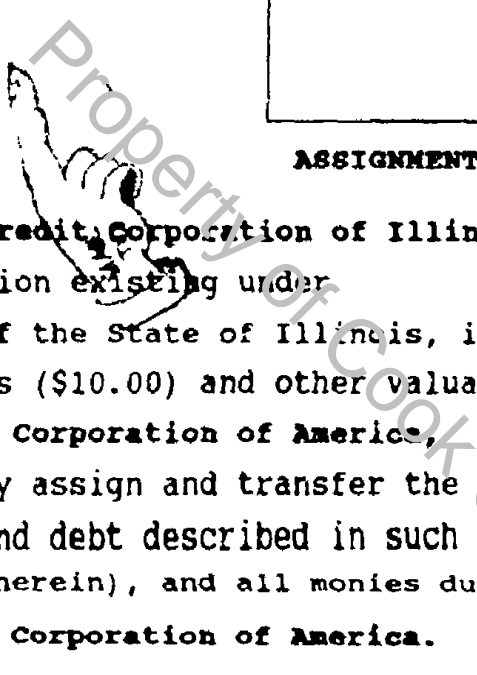 Property of Cook
ASSIGNMENT
redit Corporation of Illin
ion existing under
f the State of Illinois, i
s ($10.00) and other valua
Corporation of America,
y assign and transfer the
nd debt described in such
herein), and all monies du
Corporation of America.